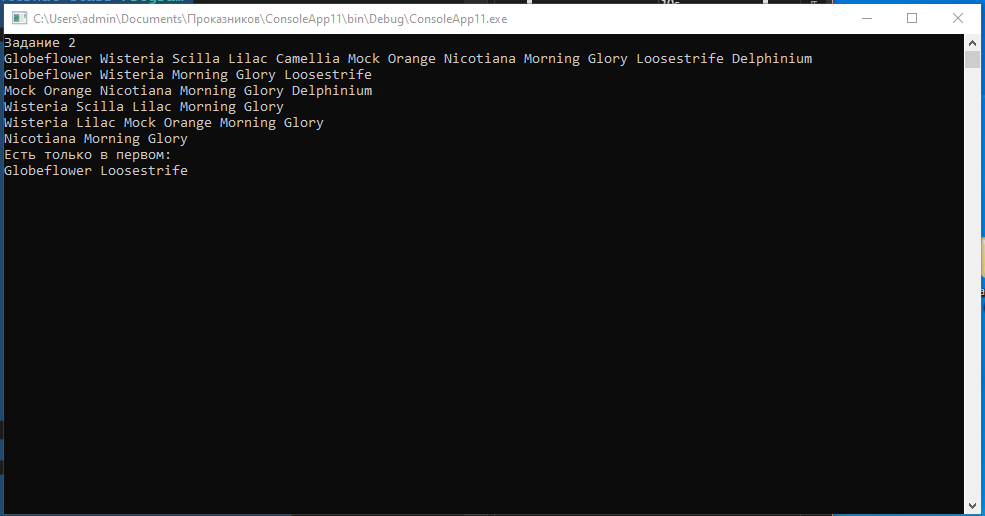 C:\Users\admin\Documents\Проказников\ConsoleApp11\bin\Debug\ConsoleApp11.exe
Задание 2
Globeflower Wisteria Scilla Lilac Camellia Mock Orange Nicotiana Morning Glory Loosestrife Delphinium
Globeflower Wisteria Morning Glory Loosestrife
Mock Orange Nicotiana Morning Glory Delphinium
Wisteria Scilla Lilac Morning Glory
Wisteria Lilac Mock Orange Morning Glory
Nicotiana Morning Glory
Есть только в первом:
Globeflower Loosestrife